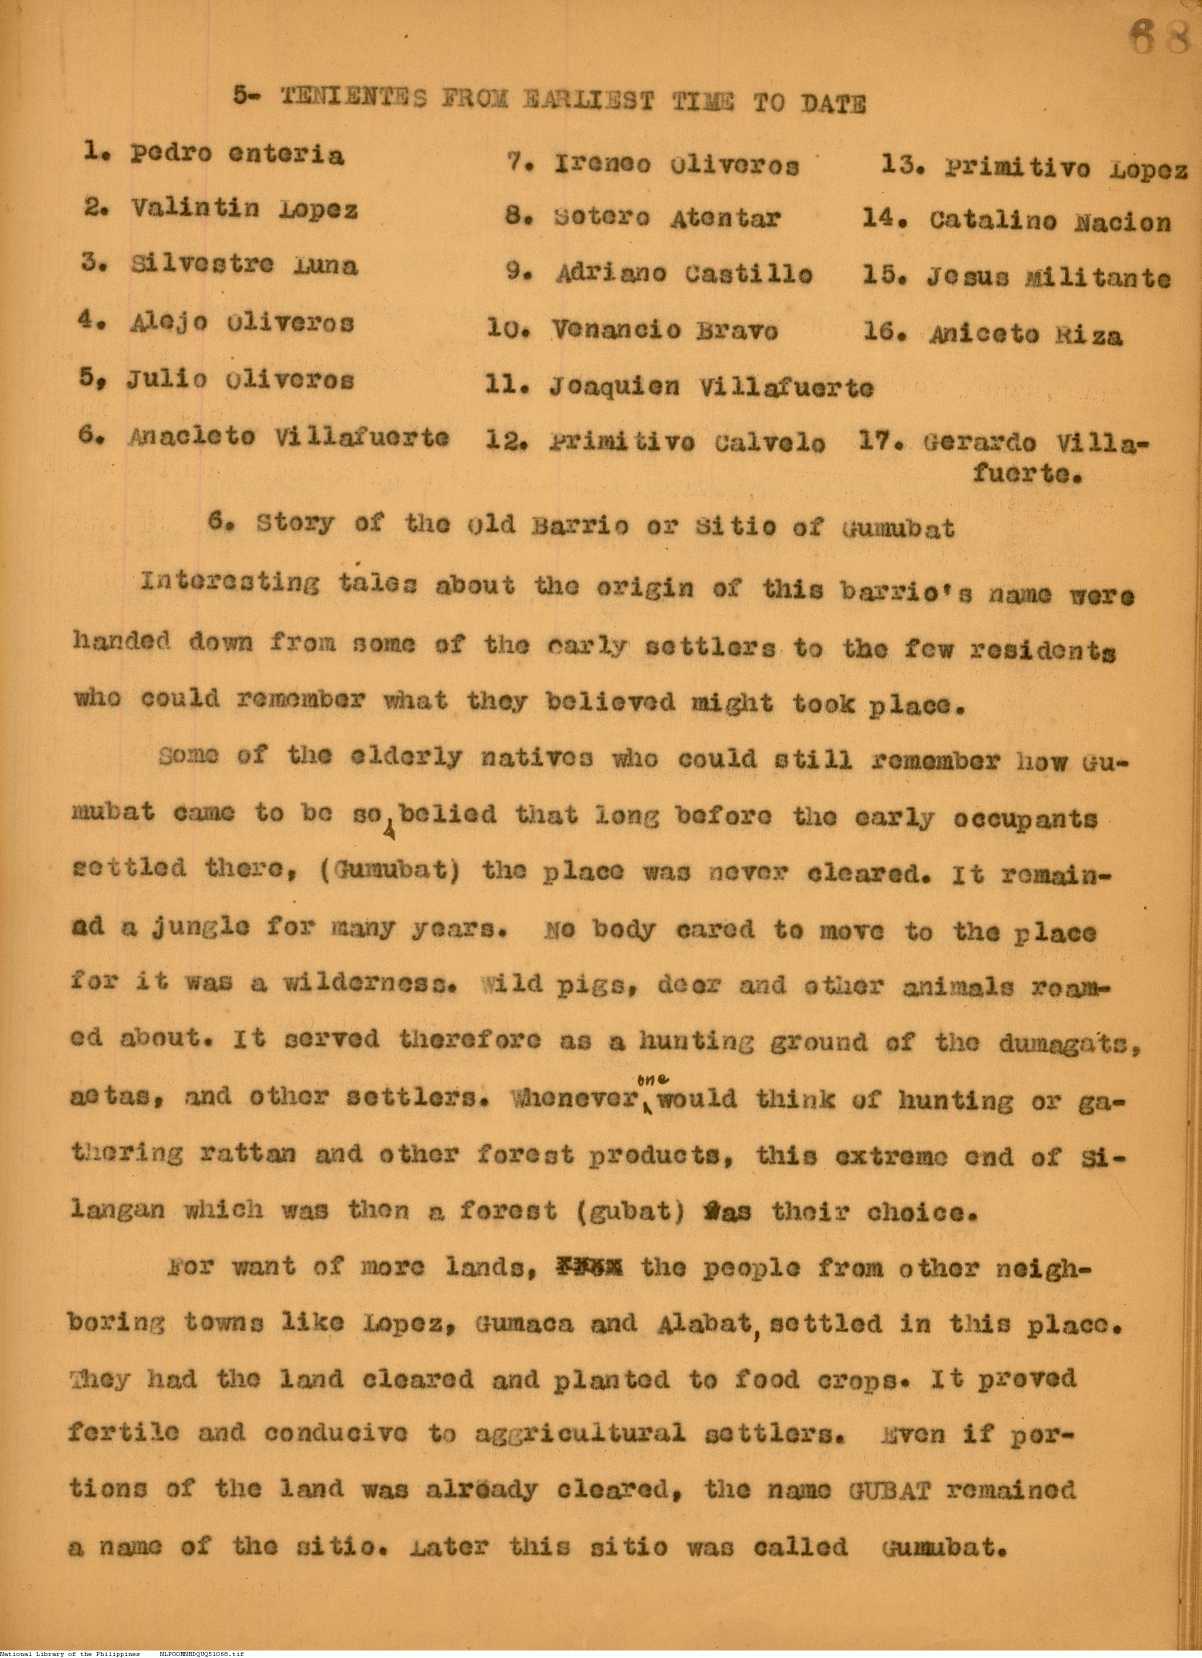 68
5- TENIENTES FROM EARLIEST TIME TO DATE
1. Pedro enteria
2. Valintin Lopez
3. Silvestre Luna
4. Alejo Oliveros
5, Julio Oliveros
6. Anacleto Villafuerte
7. Ireneo Oliveros
8. Sotero Atentar
9. Adriano Castillo
10. Venancio Bravo
11. Joaquien Villafuerte
12. Primitivo Calvelo
13. Primitivo Lopez
14. Catalino Nacion
15. Jesus Militante
16. Aniceto Riza
17. Gerardo Villa-
fuerte.
6. Story of the Old Barrio or Sitio of Gumubat
Interesting tales about the origin of this barrio's name were
handed down from some of the early settlers to the few residents
who could remember what they believed might took place.
Some of the elderly natives who could still remember how Gu-
mubat came to be so, belied that long before the early occupants
settled there, (Gumubat) the place was never cleared. It remain-
ed a jungle for many years. No body cared to move to the place
for it was a wilderness. Wild pigs, deer and other animals roam-
ed about. It served therefore as a hunting ground of the dumagats,
aetas, and other settlers. Whenever one would think of hunting or ga-
thering rattan and other forest products, this extreme end of Si-
langan which was then a forest (gubat) was their choice.
For want of more lands, the people from other neigh-
boring towns like Lopez, Gumaca and Alabat, settled in this place.
They had the land cleared and planted to food crops. It proved
fertile and conducive to aggricultural settlers. Even if por-
tions of the land was already cleared, the name GUBAT remained
a name of the sitio. Later this sitio was called Gumubat.
National Library of the Philippines